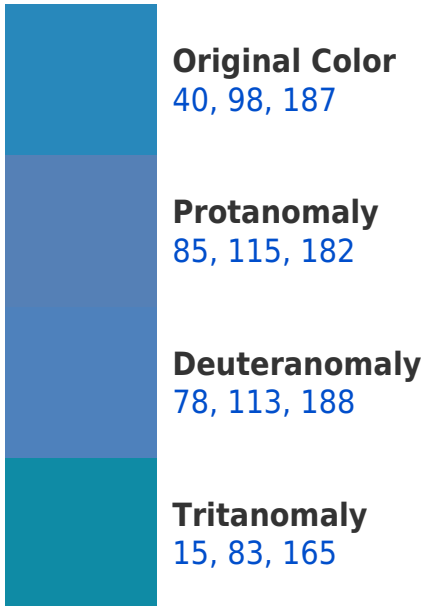 Original Color
40, 98, 187
Protanomaly
85, 115, 182
Deuteranomaly
78, 113, 188
Tritanomaly
15, 83, 165